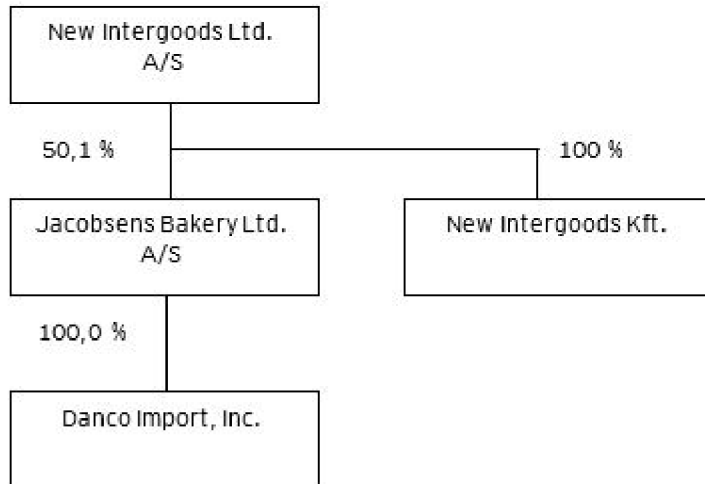 New Intergoods Ltd.
A/S
50,1 %
100 %
Jacobsens Bakery Ltd.
A/S
New Intergoods Kft.
100,0 %
Danco Import, Inc.